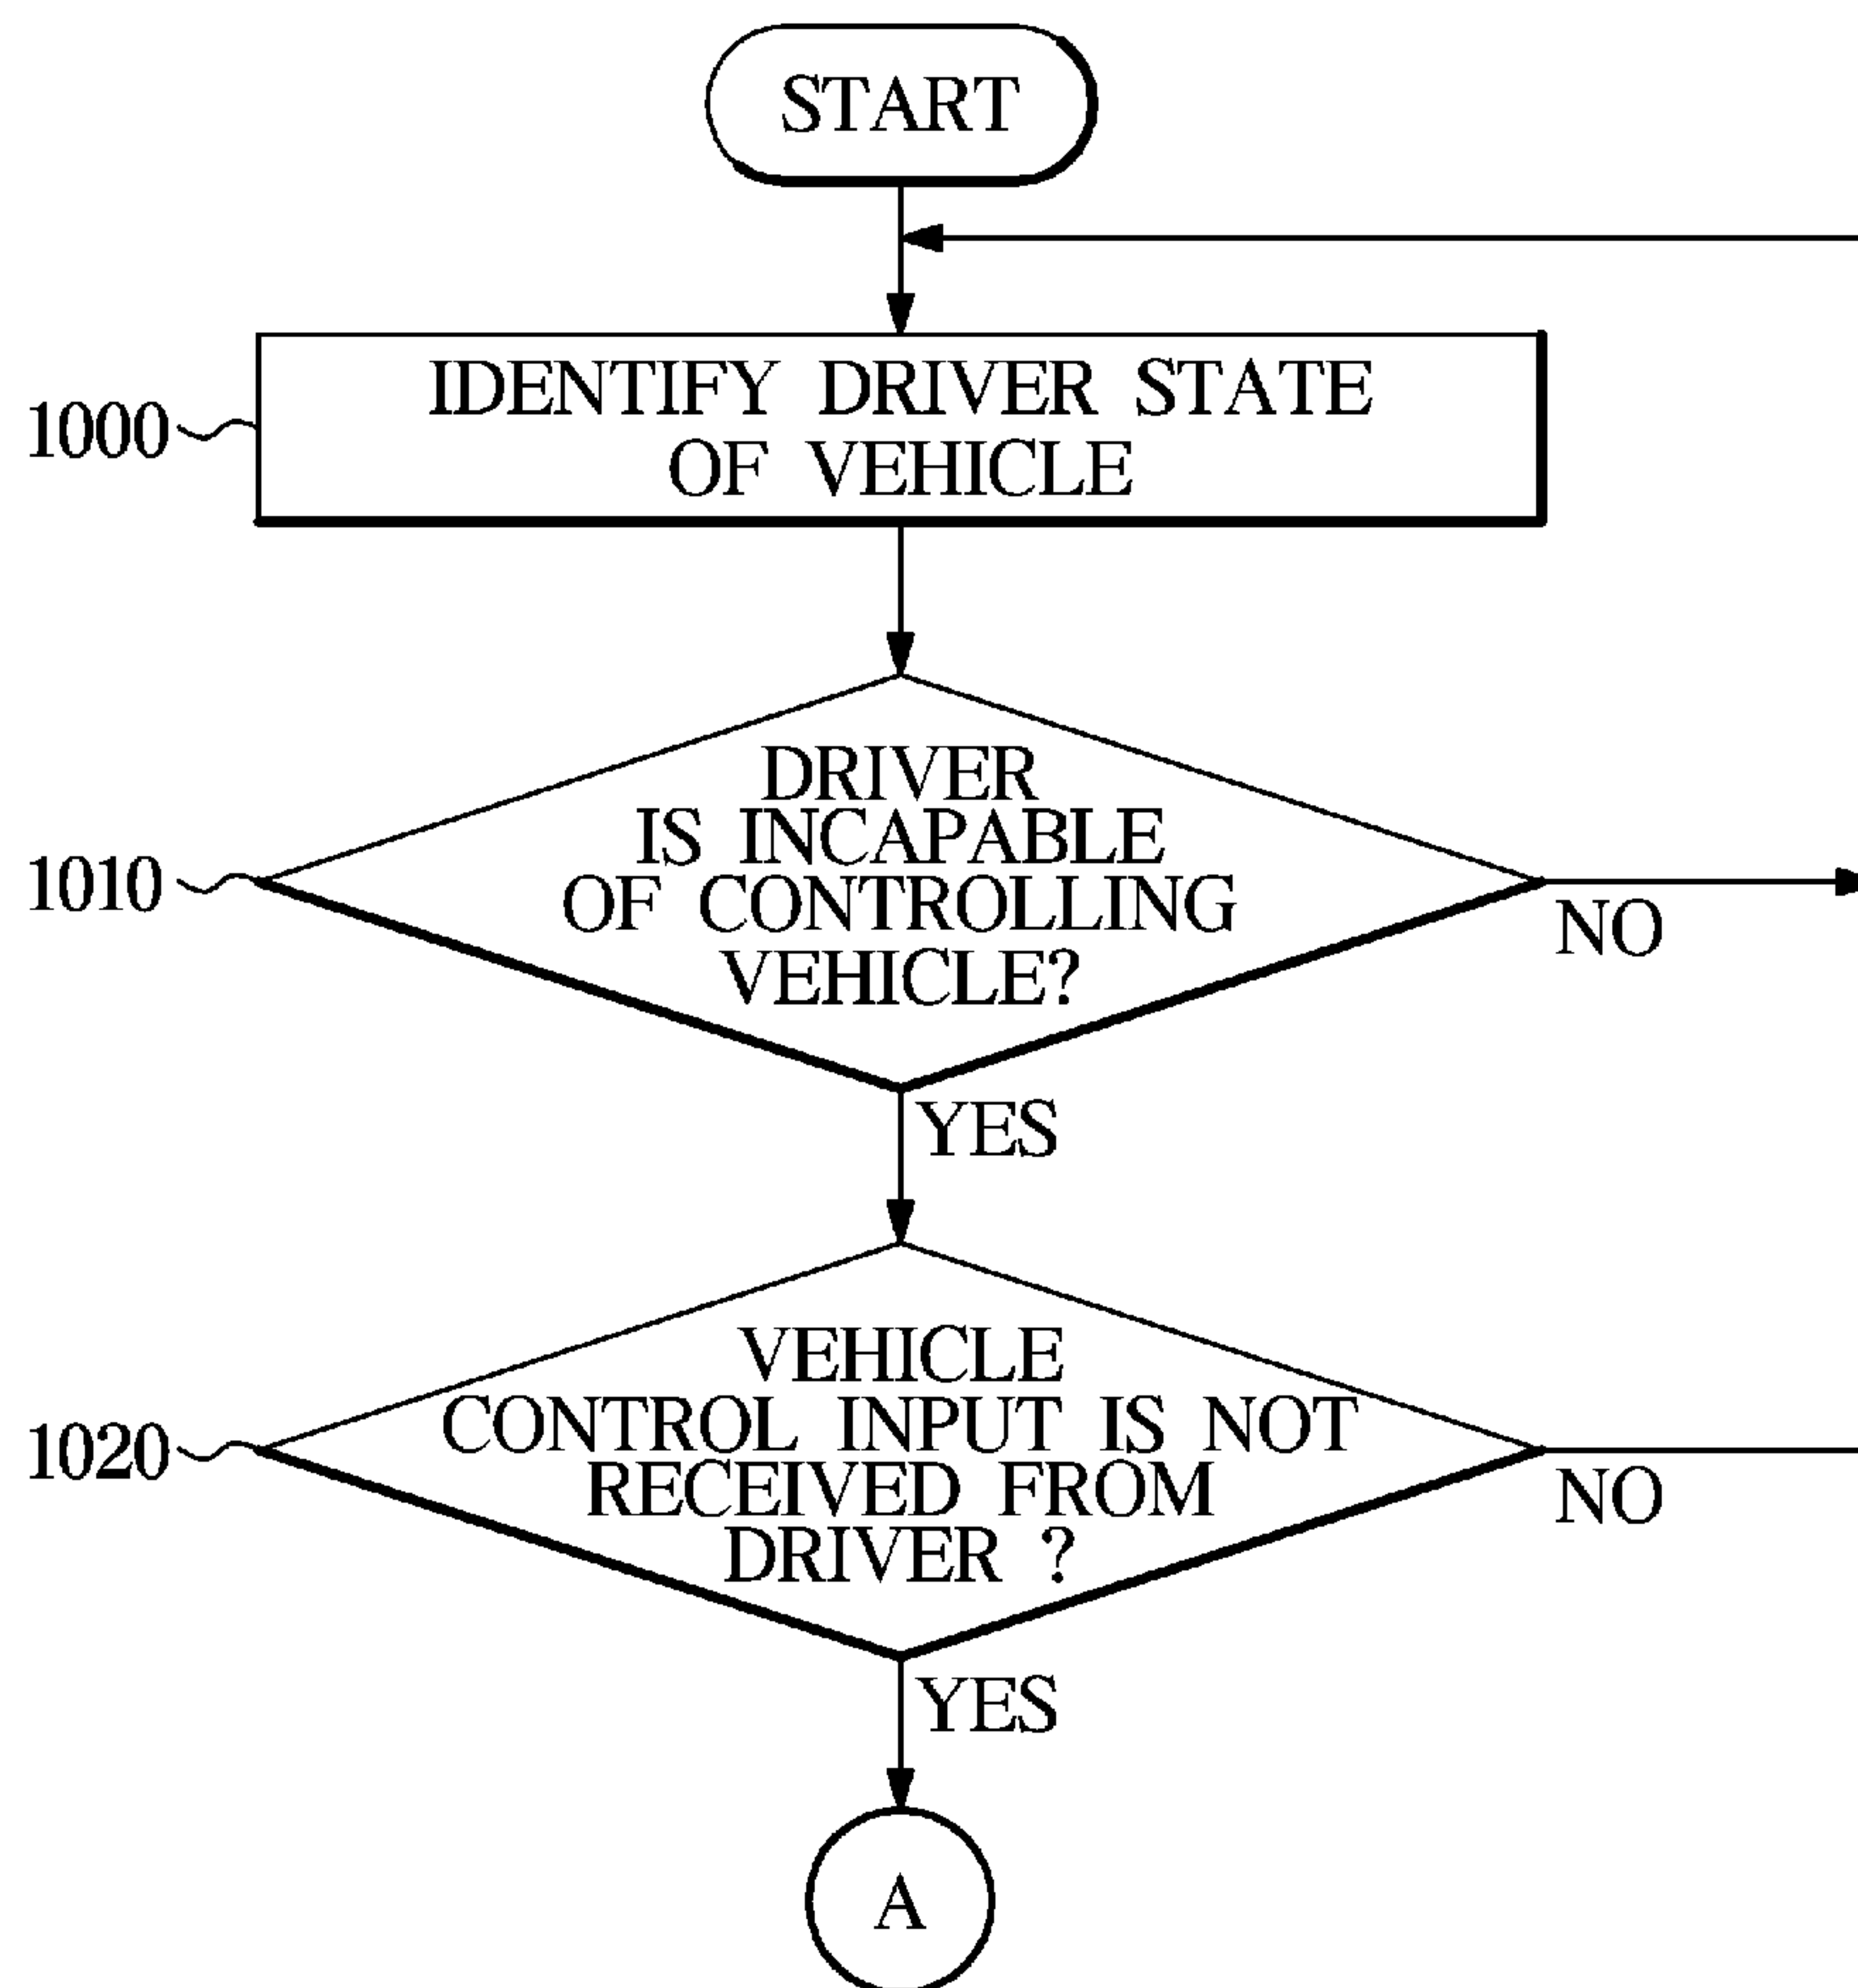 START
1000
IDENTIFY DRIVER STATE
OF VEHICLE
1010
DRIVER
IS INCAPABLE
OF CONTROLLING
VEHICLE?
NO
YES
1020
VEHICLE
CONTROL INPUT IS NOT
RECEIVED FROM
DRIVER ?
NO
YES
A